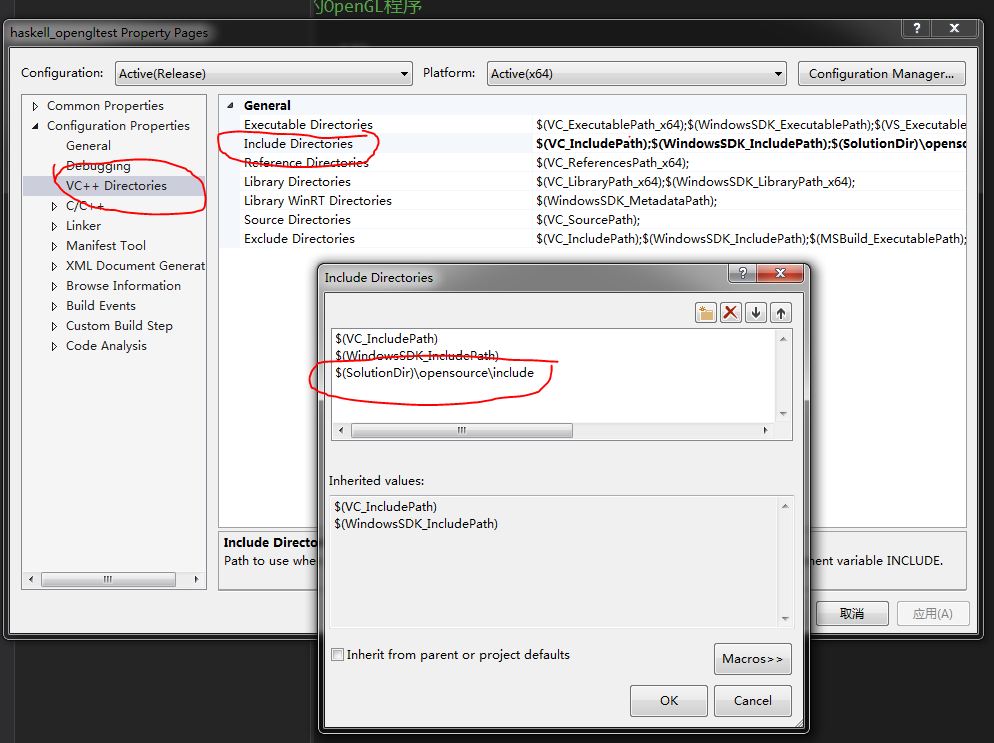 的OpenGL程序
haskell_opengltest Property Pages
Configuration: Active(Release) Platform: Active(x64) Configuration Manager...
Common Properties
Configuration Properties
General
Debugging
VC++ Directories
C/C++
Linker
Manifest Tool
XML Document Generat
Browse Information
Build Events
Custom Build Step
Code Analysis
General
Executable Directories $(VC_ExecutablePath_x64);$(WindowsSDK_ExecutablePath);$(VS_Executable
Include Directories $(VC_IncludePath);$(WindowsSDK_IncludePath);$(SolutionDir)\openso
Reference Directories $(VC_ReferencesPath_x64);
Library Directories $(VC_LibraryPath_x64);$(WindowsSDK_LibraryPath_x64);
Library WinRT Directories $(WindowsSDK_MetadataPath);
Source Directories $(VC_SourcePath);
Exclude Directories $(VC_IncludePath);$(WindowsSDK_IncludePath);$(MSBuild_ExecutablePath);
Include Directo
Path to use whe
ment variable INCLUDE.
取消 应用(A)
Include Directories
$(VC_IncludePath)
$(WindowsSDK_IncludePath)
$(SolutionDir)\opensource\include
Inherited values:
$(VC_IncludePath)
$(WindowsSDK_IncludePath)
Inherit from parent or project defaults
Macros>>
OK Cancel